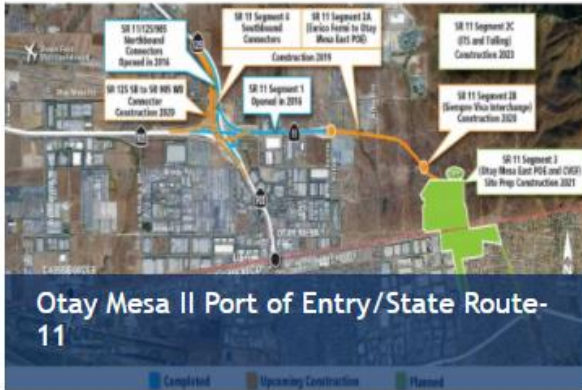 SR 11/125/905
Northbound
Connectors
Opened in 2016
SR 11 Segment 4
Southbound
Connectors
SR 11 Segment 2A
(Enrico Fermi to Otay
Mesa East POE)
Construction 2019
SR 11 Segment 2C
(ITS and Tolling)
Construction 2023
SR 125 SB to SR 905 WB
Connector
Construction 2020
SR 11 Segment 1
Opened in 2016
SR 11 Segment 2B
(Siempre Viva Interchange)
Construction 2020
SR 11 Segment 3
(Otay Mesa East POE and CVEF)
Site Prep Construction 2021
11
Otay Mesa II Port of Entry/State Route-
11
Completed Upcoming Construction Planned